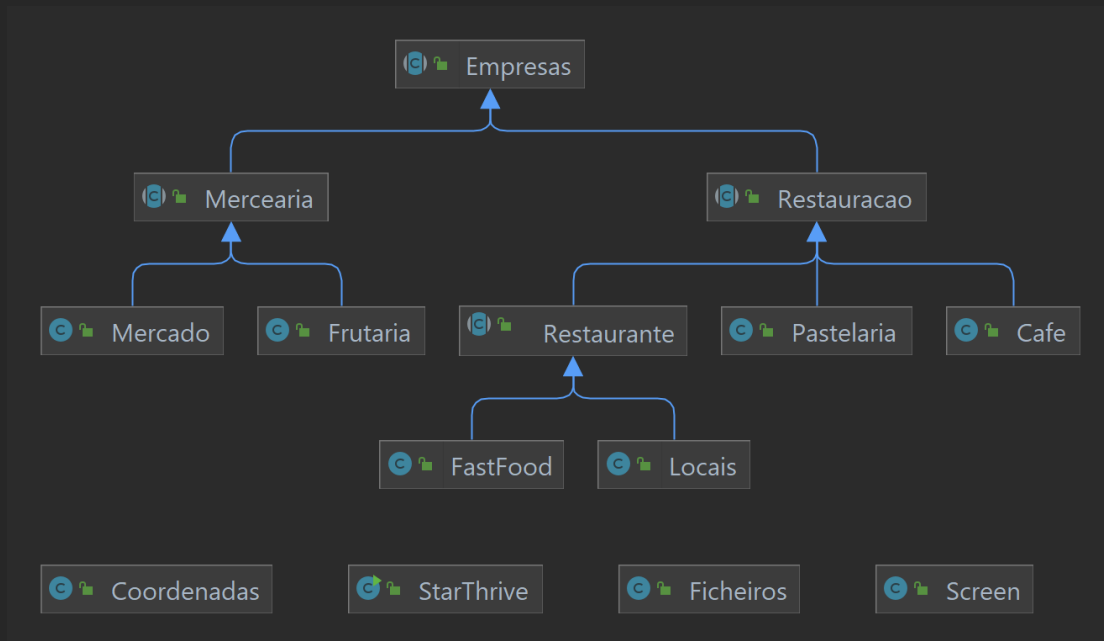 Empresas
Mercearia
Restauracao
Mercado
Frutaria
Restaurante
Pastelaria
Cafe
FastFood
Locais
Coordenadas
StarThrive
Ficheiros
Screen